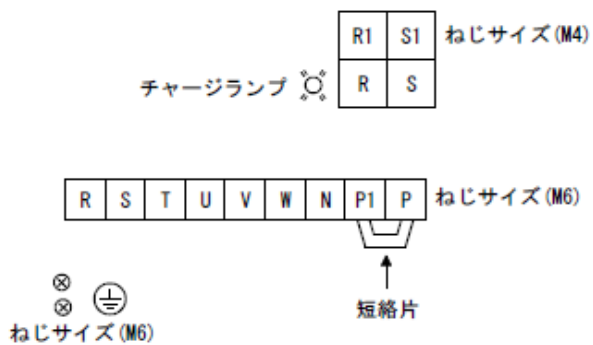 R1 S1 ねじサイズ(M4)
チャージランプ R S
R S T U V W N P1 P ねじサイズ(M6)
短絡片
ねじサイズ(M6)